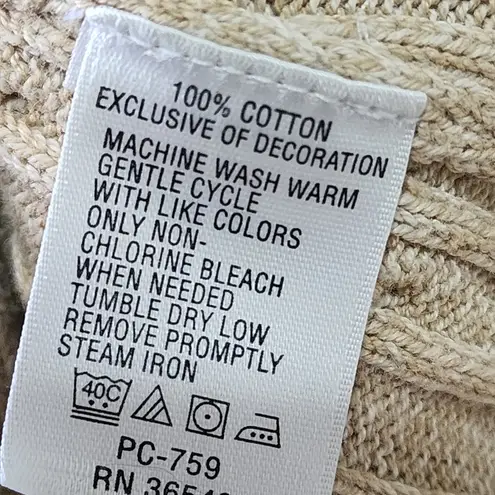 100% COTTON
EXCLUSIVE OF DECORATION
MACHINE WASH WARM
GENTLE CYCLE
WITH LIKE COLORS
ONLY NON-
CHLORINE BLEACH
WHEN NEEDED
TUMBLE DRY LOW
REMOVE PROMPTLY
STEAM IRON
40C
PC-759
RN